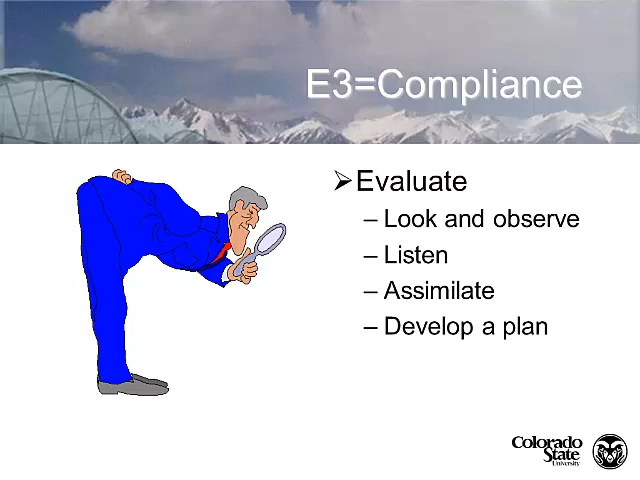 E3=Compliance
➢Evaluate
– Look and observe
– Listen
– Assimilate
– Develop a plan
Colorado
State
University